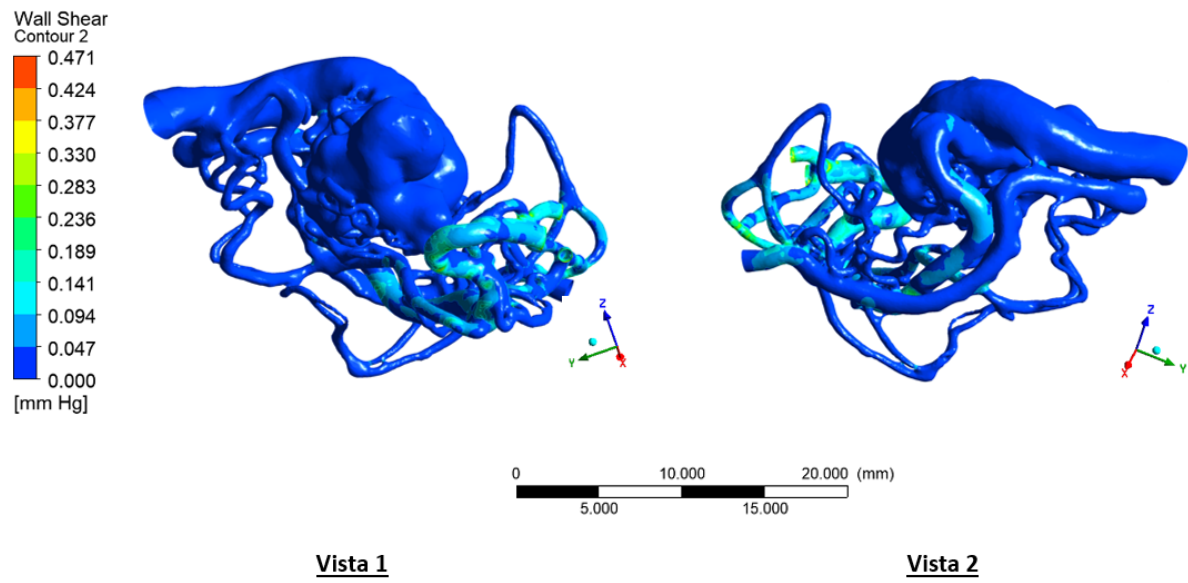 Wall Shear
Contour 2
0.471
0.424
0.377
0.330
0.283
0.236
0.189
0.141
0.094
0.047
0.000
[mm Hg]
Z
Y
X
Z
X
Y
0 10.000 20.000 (mm)
5.000 15.000
Vista 1 Vista 2